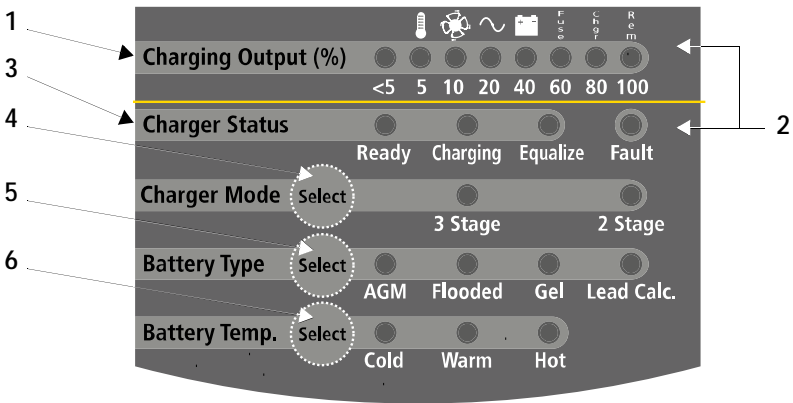 Fuse Chgr Rem
1 Charging Output (%)
<5 5 10 20 40 60 80 100
2
3 Charger Status
Ready Charging Equalize Fault
4
Charger Mode Select
3 Stage 2 Stage
5
Battery Type Select
AGM Flooded Gel Lead Calc.
6
Battery Temp. Select
Cold Warm Hot